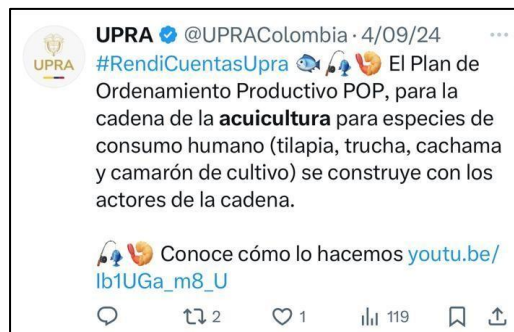 UPRA @UPRAColombia · 4/09/24 ...
UPRA
#RendiCuentasUpra 🐟🎣🍤 El Plan de
Ordenamiento Productivo POP, para la
cadena de la acuicultura para especies de
consumo humano (tilapia, trucha, cachama
y camarón de cultivo) se construye con los
actores de la cadena.
🎣🍤 Conoce cómo lo hacemos youtu.be/
lb1UGa_m8_U
2 1 119